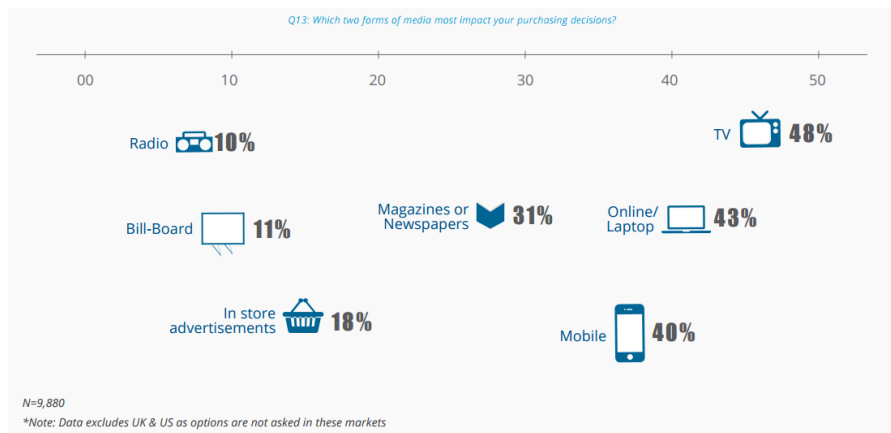 Q13: Which two forms of media most impact your purchasing decisions?
00 10 20 30 40 50
Radio 10%
TV 48%
Bill-Board 11%
Magazines or
Newspapers 31%
Online/
Laptop 43%
In store
advertisements 18%
Mobile 40%
N=9,880
*Note: Data excludes UK & US as options are not asked in these markets